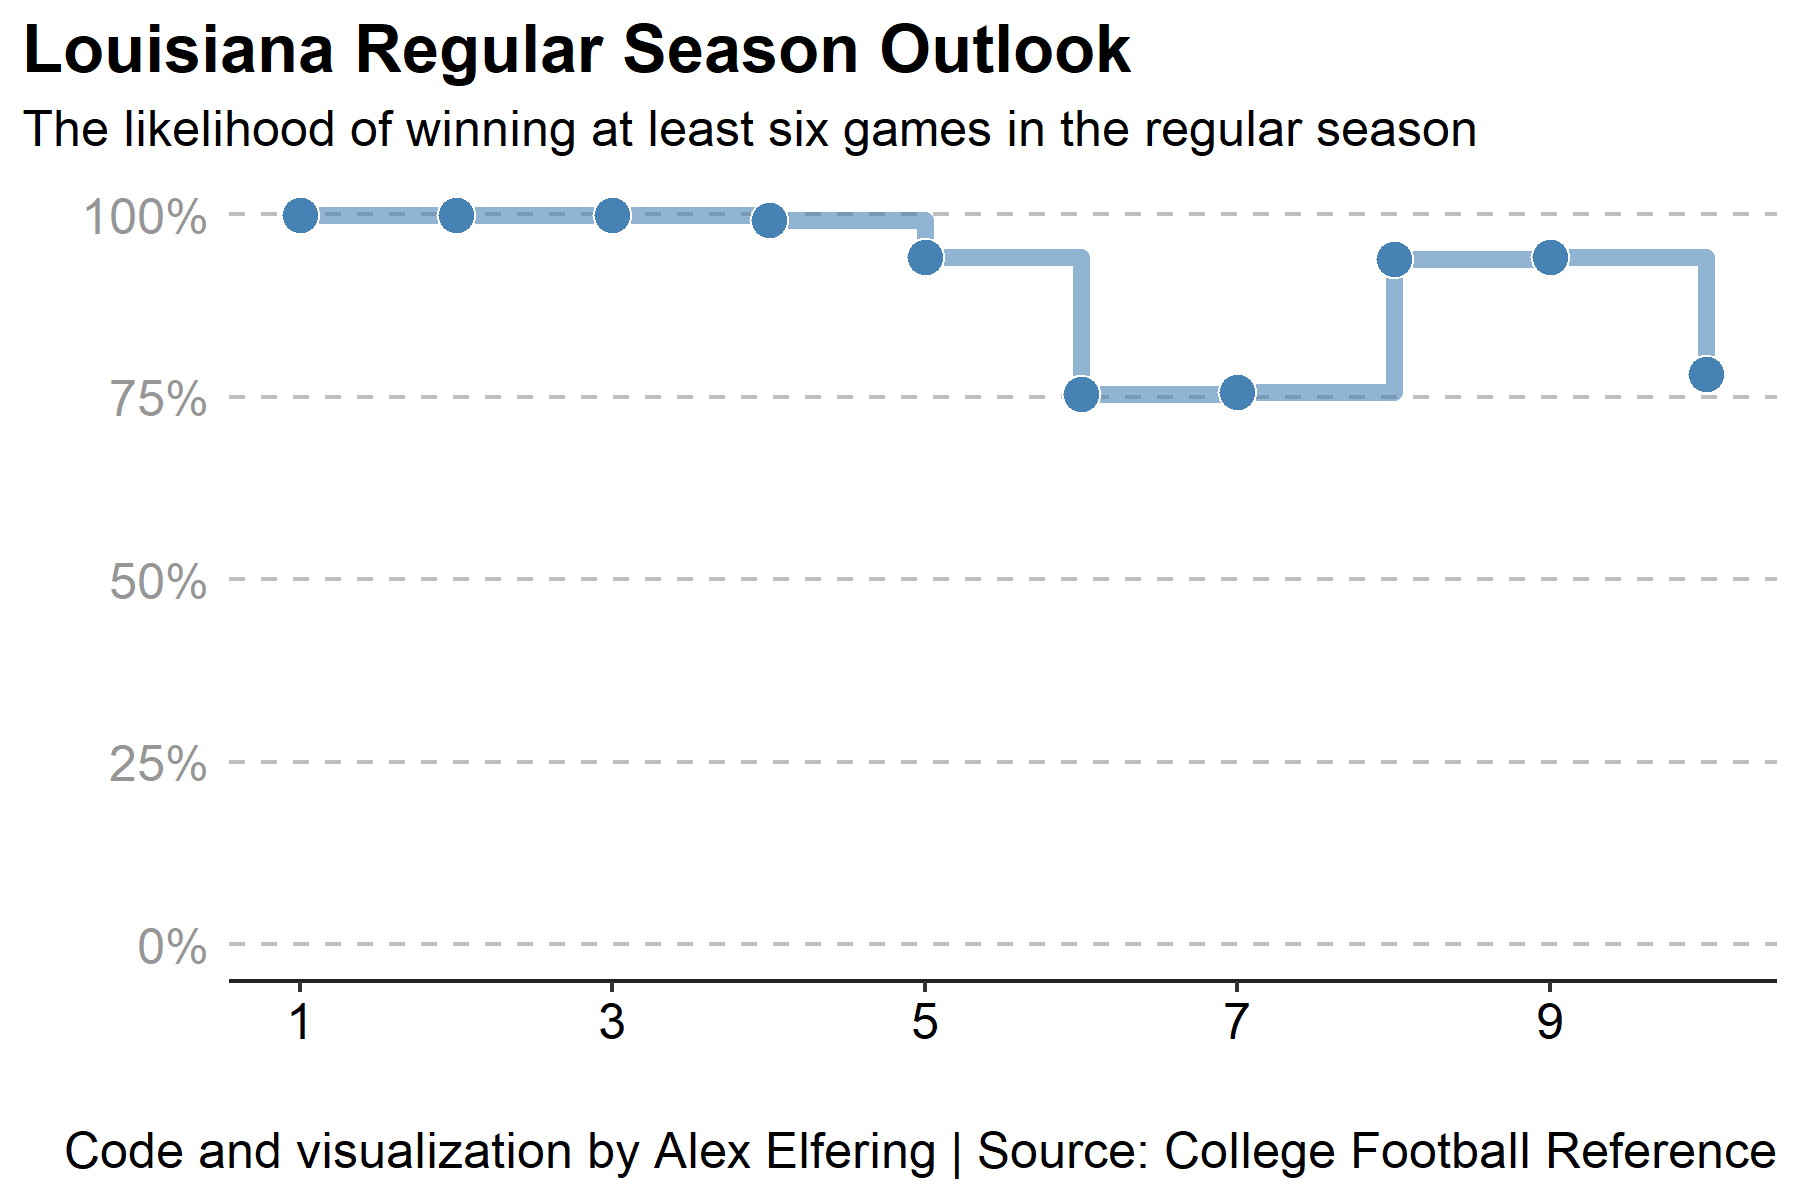 Louisiana Regular Season Outlook
The likelihood of winning at least six games in the regular season
100%
75%
50%
25%
0%
1 3 5 7 9
Code and visualization by Alex Elfering | Source: College Football Reference